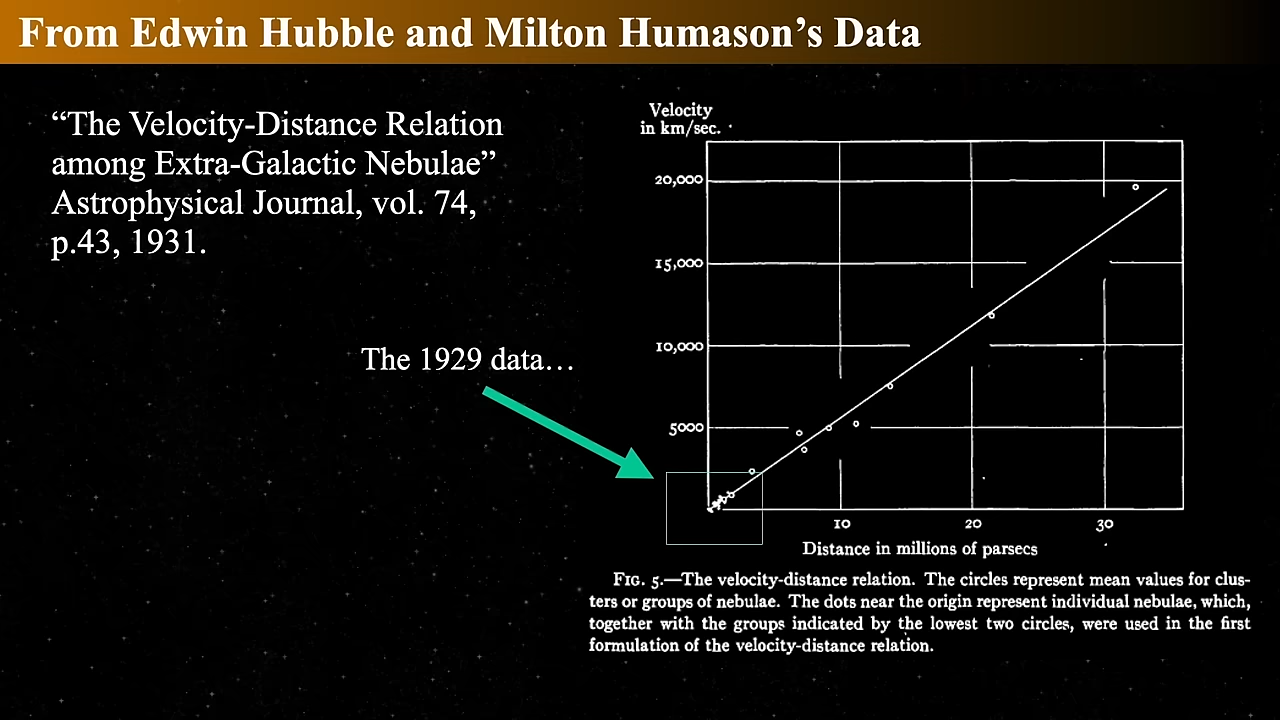 From Edwin Hubble and Milton Humason’s Data
“The Velocity-Distance Relation
among Extra-Galactic Nebulae”
Astrophysical Journal, vol. 74,
p.43, 1931.
The 1929 data…
Velocity
in km/sec.
20,000
15,000
10,000
5000
10
20
30
Distance in millions of parsecs
FIG. 5.—The velocity-distance relation. The circles represent mean values for clus-
ters or groups of nebulae. The dots near the origin represent individual nebulae, which,
together with the groups indicated by the lowest two circles, were used in the first
formulation of the velocity-distance relation.